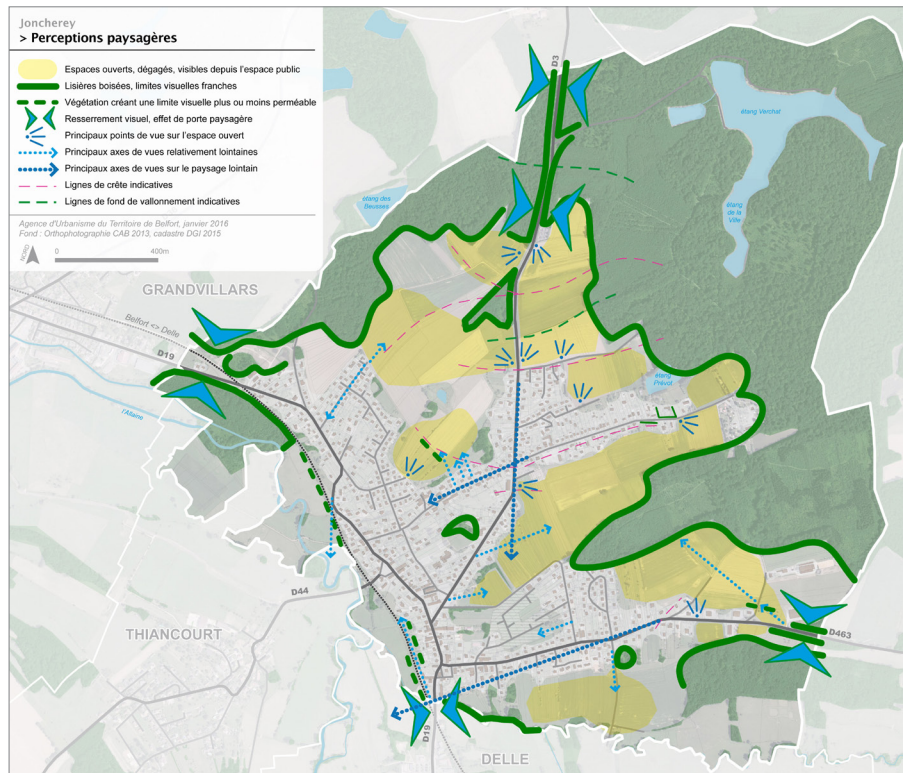 Joncherey
> Perceptions paysagères
Espaces ouverts, dégagés, visibles depuis l'espace public
Lisières boisées, limites visuelles franches
Végétation créant une limite visuelle plus ou moins perméable
Resserrement visuel, effet de porte paysagère
Principaux points de vue sur l'espace ouvert
Principaux axes de vues relativement lointaines
Principaux axes de vues sur le paysage lointain
Lignes de crête indicatives
Lignes de fond de vallonnement indicatives
Agence d'Urbanisme du Territoire de Belfort, janvier 2016
Fond : Orthophotographie CAB 2013, cadastre DGI 2015
NORD
0
400m
D3
étang Verchat
étang des
Beusses
étang
de la
Ville
GRANDVILLARS
Belfort <> Delle
D19
l'Allaine
étang
Prévot
D44
THIANCOURT
D463
D19
DELLE